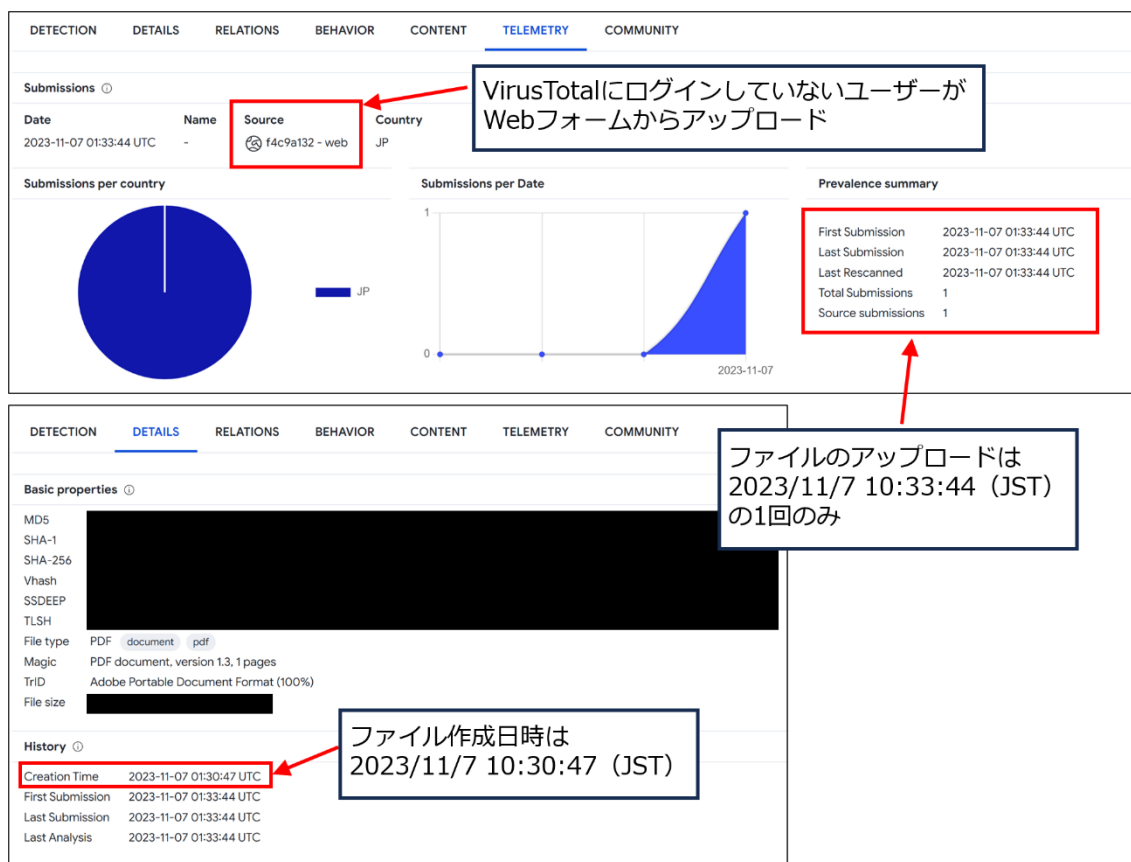 DETECTION DETAILS RELATIONS BEHAVIOR CONTENT TELEMETRY COMMUNITY
Submissions
VirusTotalにログインしていないユーザーが
Webフォームからアップロード
Date Name Source Country
2023-11-07 01:33:44 UTC - f4c9a132 - web JP
Submissions per country Submissions per Date Prevalence summary
JP
1
0
2023-11-07
First Submission 2023-11-07 01:33:44 UTC
Last Submission 2023-11-07 01:33:44 UTC
Last Rescanned 2023-11-07 01:33:44 UTC
Total Submissions 1
Source submissions 1
ファイルのアップロードは
2023/11/7 10:33:44（JST）
の1回のみ
DETECTION DETAILS RELATIONS BEHAVIOR CONTENT TELEMETRY COMMUNITY
Basic properties
MD5
SHA-1
SHA-256
Vhash
SSDEEP
TLSH
File type PDF document pdf
Magic PDF document, version 1.3, 1 pages
TrID Adobe Portable Document Format (100%)
File size
ファイル作成日時は
2023/11/7 10:30:47（JST）
History
Creation Time 2023-11-07 01:30:47 UTC
First Submission 2023-11-07 01:33:44 UTC
Last Submission 2023-11-07 01:33:44 UTC
Last Analysis 2023-11-07 01:33:44 UTC